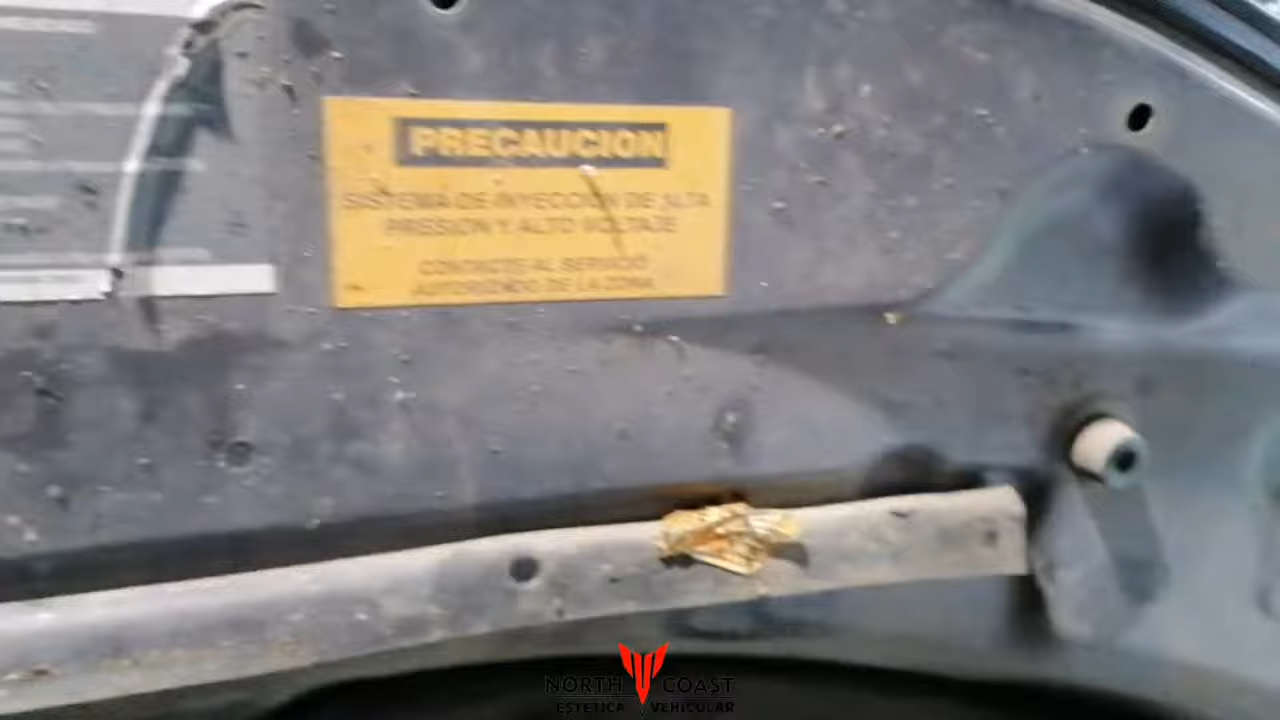 PRECAUCION
SISTEMA DE INYECCION DE ALTA
PRESSION Y ALTO VOLTAJE
CONTACTE AL SERVICIO
AUTORIZADO DE LA ZONA
NORTH COAST
ESTETICA VEHICULAR